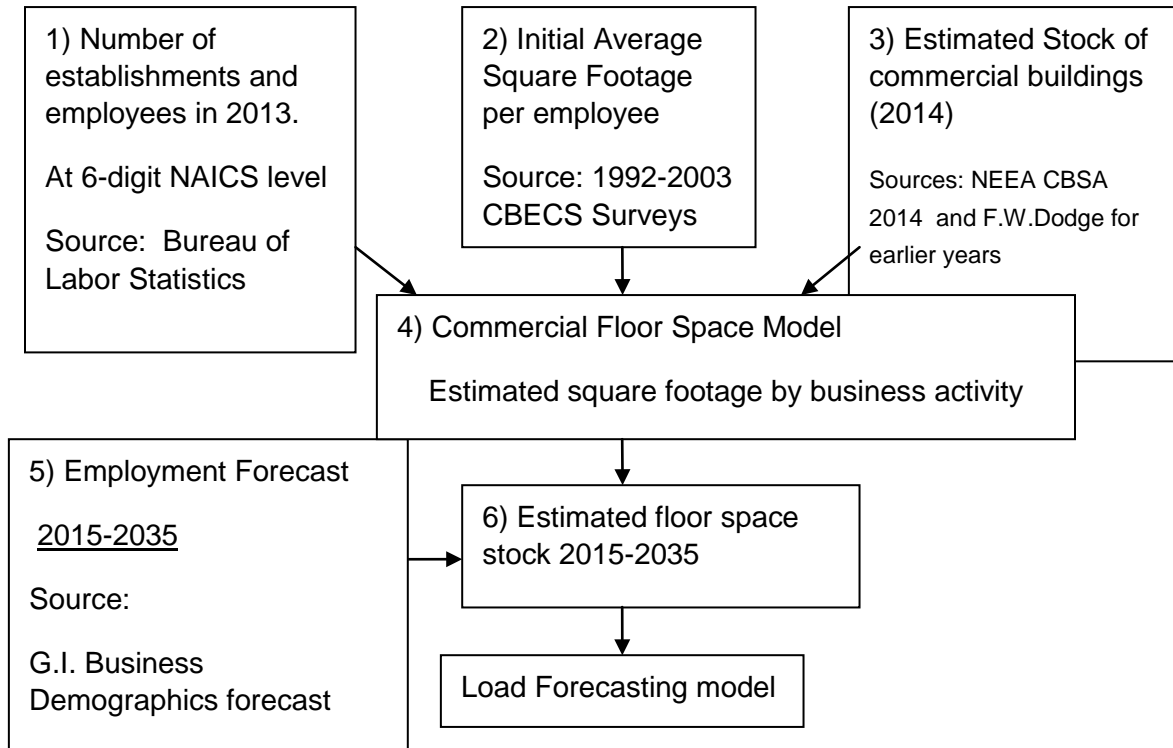 1) Number of
establishments and
employees in 2013.
At 6-digit NAICS level
Source:  Bureau of
Labor Statistics
2) Initial Average
Square Footage
per employee
Source: 1992-2003
CBECS Surveys
3) Estimated Stock of
commercial buildings
(2014)
Sources: NEEA CBSA
2014  and F.W.Dodge for
earlier years
4) Commercial Floor Space Model
Estimated square footage by business activity
5) Employment Forecast
2015-2035
Source:
G.I. Business
Demographics forecast
6) Estimated floor space
stock 2015-2035
Load Forecasting model